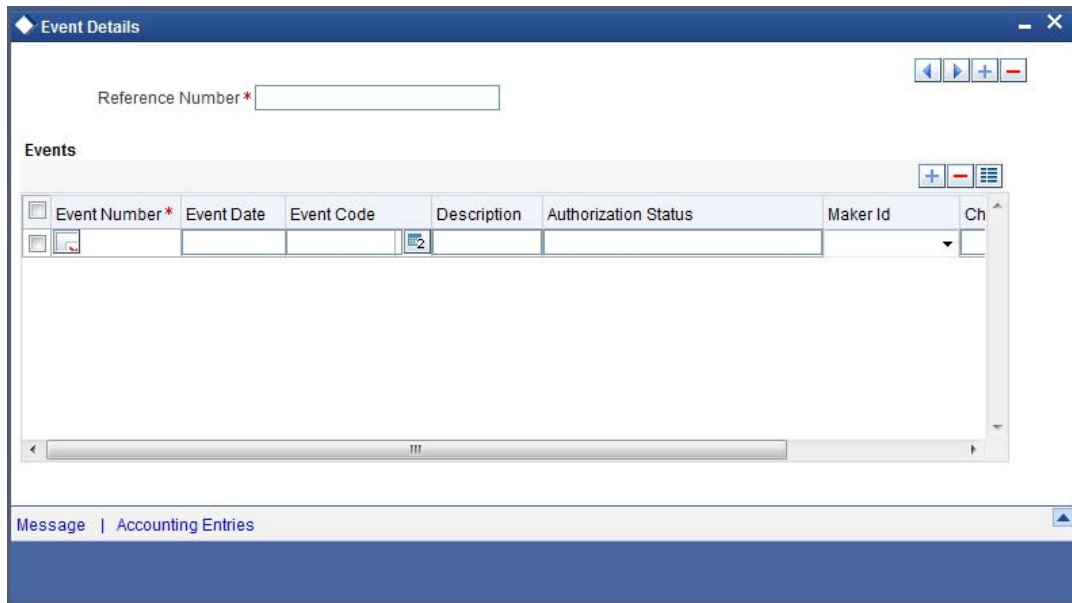 Event Details
Reference Number *
Events
Event Number * Event Date Event Code Description Authorization Status Maker Id Ch
2
Message | Accounting Entries